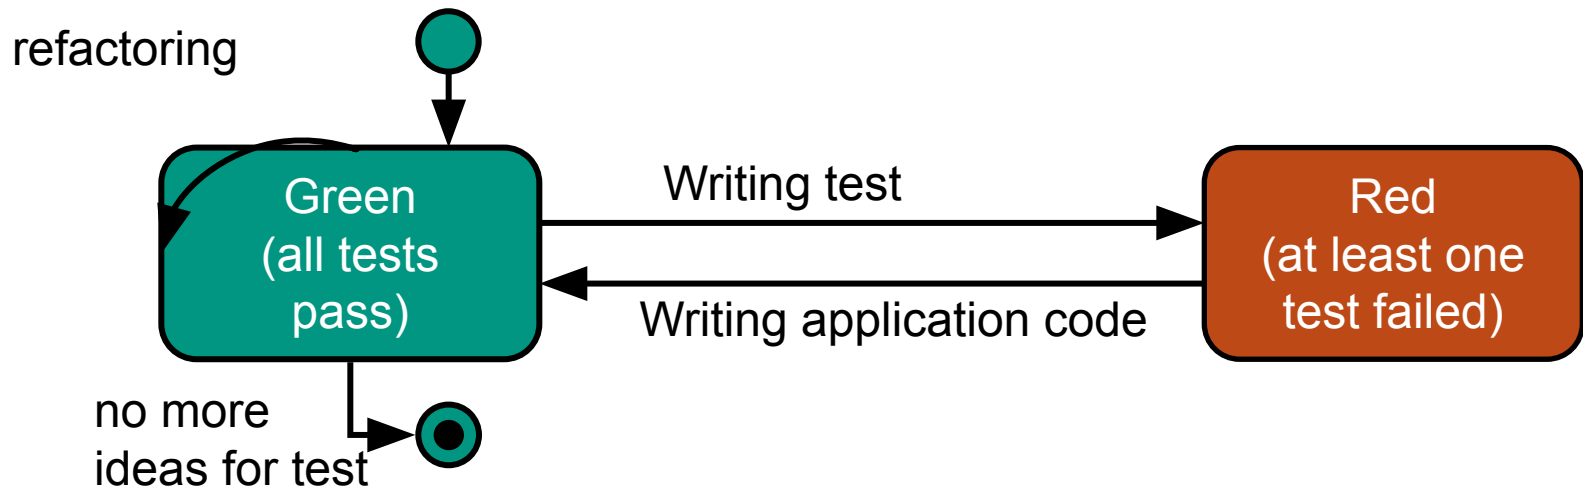 refactoring
Green
(all tests
pass)
Writing test
Writing application code
Red
(at least one
test failed)
no more
ideas for test